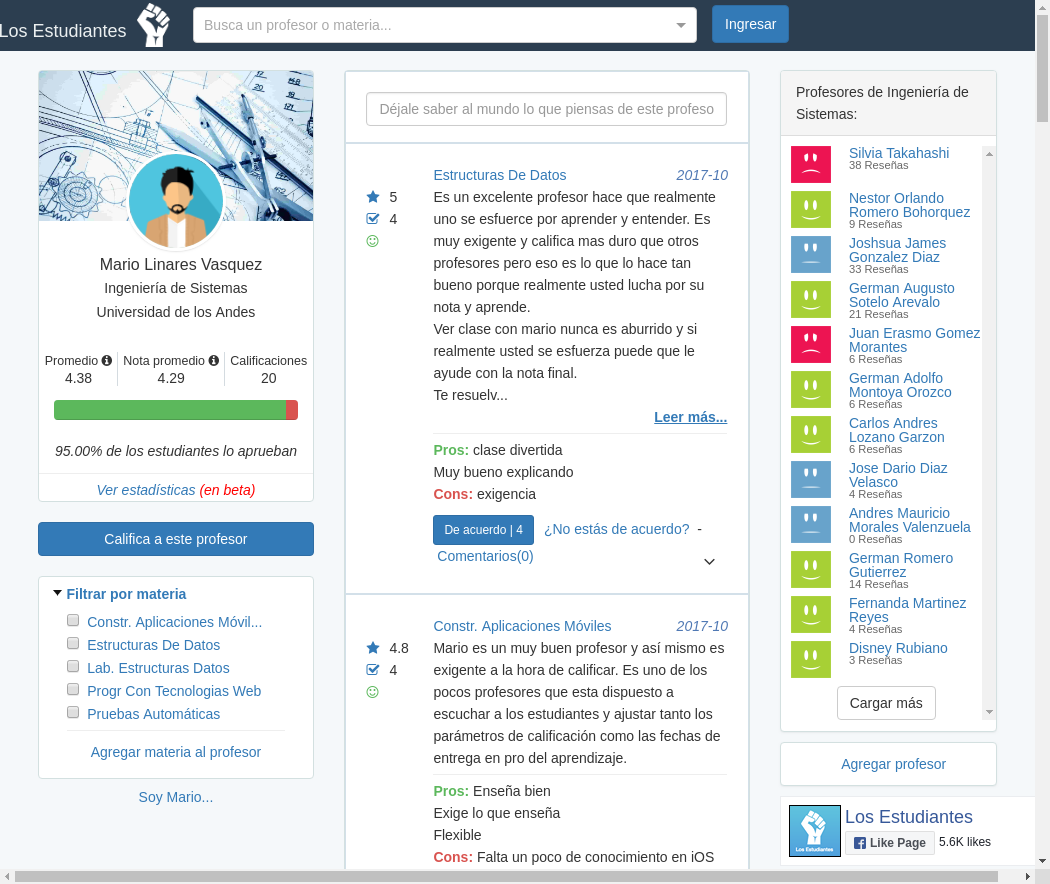 Los Estudiantes
Busca un profesor o materia...
Ingresar
Mario Linares Vasquez
Ingeniería de Sistemas
Universidad de los Andes
Promedio
4.38
Nota promedio
4.29
Calificaciones
20
95.00% de los estudiantes lo aprueban
Ver estadísticas (en beta)
Califica a este profesor
Filtrar por materia
Constr. Aplicaciones Móvil...
Estructuras De Datos
Lab. Estructuras Datos
Progr Con Tecnologias Web
Pruebas Automáticas
Agregar materia al profesor
Soy Mario...
Déjale saber al mundo lo que piensas de este profeso
Estructuras De Datos 2017-10
5
4
Es un excelente profesor hace que realmente
uno se esfuerce por aprender y entender. Es
muy exigente y califica mas duro que otros
profesores pero eso es lo que lo hace tan
bueno porque realmente usted lucha por su
nota y aprende.
Ver clase con mario nunca es aburrido y si
realmente usted se esfuerza puede que le
ayude con la nota final.
Te resuelv...
Leer más...
Pros: clase divertida
Muy bueno explicando
Cons: exigencia
De acuerdo | 4 ¿No estás de acuerdo? -
Comentarios(0)
Constr. Aplicaciones Móviles 2017-10
4.8
4
Mario es un muy buen profesor y así mismo es
exigente a la hora de calificar. Es uno de los
pocos profesores que esta dispuesto a
escuchar a los estudiantes y ajustar tanto los
parámetros de calificación como las fechas de
entrega en pro del aprendizaje.
Pros: Enseña bien
Exige lo que enseña
Flexible
Cons: Falta un poco de conocimiento en iOS
Profesores de Ingeniería de
Sistemas:
Silvia Takahashi
38 Reseñas
Nestor Orlando
Romero Bohorquez
9 Reseñas
Joshsua James
Gonzalez Diaz
33 Reseñas
German Augusto
Sotelo Arevalo
21 Reseñas
Juan Erasmo Gomez
Morantes
6 Reseñas
German Adolfo
Montoya Orozco
6 Reseñas
Carlos Andres
Lozano Garzon
6 Reseñas
Jose Dario Diaz
Velasco
4 Reseñas
Andres Mauricio
Morales Valenzuela
0 Reseñas
German Romero
Gutierrez
14 Reseñas
Fernanda Martinez
Reyes
4 Reseñas
Disney Rubiano
3 Reseñas
Cargar más
Agregar profesor
Los Estudiantes
Los Estudiantes
Like Page 5.6K likes